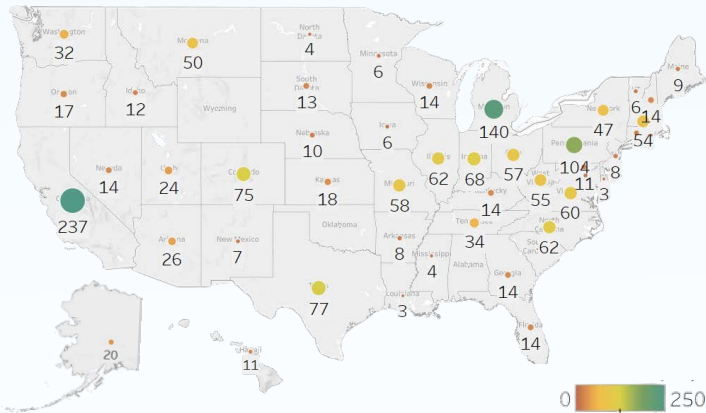 Washington
32
Montana
50
North Dakota
4
Minnesota
6
Maine
9
Oregon
17
Idaho
12
South Dakota
13
Wisconsin
14
Michigan
140
New York
47
6
14
Wyoming
54
Nebraska
10
Iowa
6
Pennsylvania
104
Nevada
14
Utah
24
Colorado
75
Kansas
18
Missouri
58
Illinois
62
Indiana
68
57
West Virginia
55
11
8
3
60
237
Kentucky
14
Arizona
26
New Mexico
7
Oklahoma
Arkansas
8
Tennessee
34
North Carolina
62
Mississippi
4
Alabama
Georgia
14
77
Louisiana
3
Florida
14
20
Hawaii
11
0
250